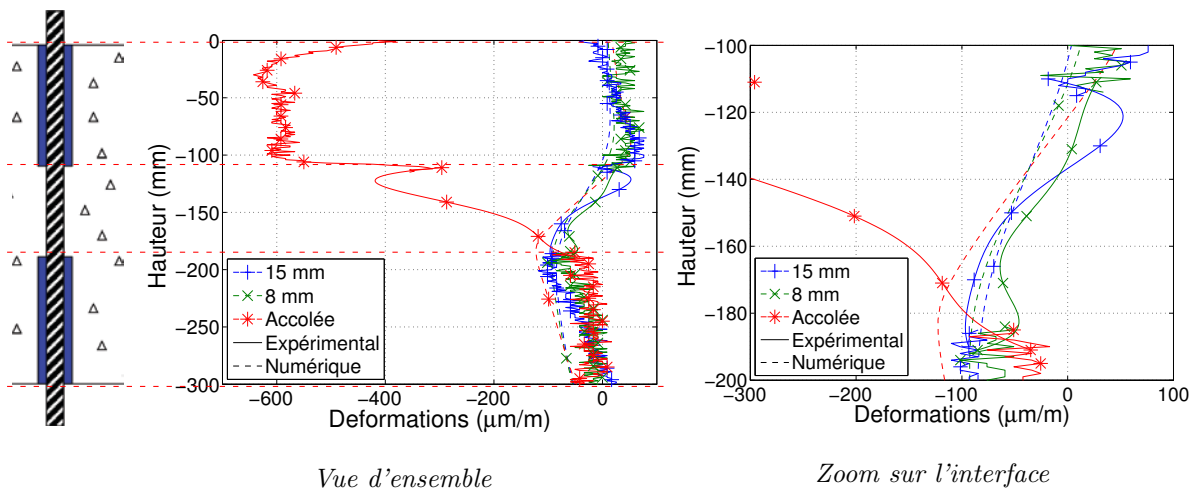 0
−50
−100
−150
−200
−250
−300
Hauteur (mm)
15 mm
8 mm
Accolée
Expérimental
Numérique
−600
−400
−200
0
Deformations (μm/m)
Vue d'ensemble
−100
−120
−140
−160
−180
−200
Hauteur (mm)
15 mm
8 mm
Accolée
Expérimental
Numérique
−300
−200
−100
0
100
Deformations (μm/m)
Zoom sur l'interface